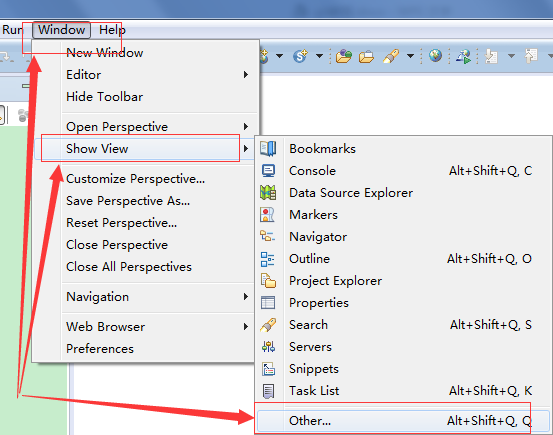 Run Window Help
New Window
Editor
Hide Toolbar
Open Perspective
Show View
Customize Perspective...
Save Perspective As...
Reset Perspective...
Close Perspective
Close All Perspectives
Navigation
Web Browser
Preferences
Bookmarks
Console Alt+Shift+Q, C
Data Source Explorer
Markers
Navigator
Outline Alt+Shift+Q, O
Project Explorer
Properties
Search Alt+Shift+Q, S
Servers
Snippets
Task List Alt+Shift+Q, K
Other... Alt+Shift+Q, Q